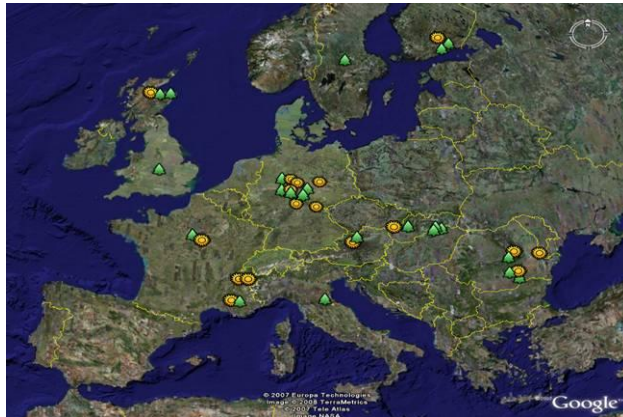 © 2007 Europa Technologies
Image © 2008 TerraMetrics
© 2007 Tele Atlas
Image NASA
Google